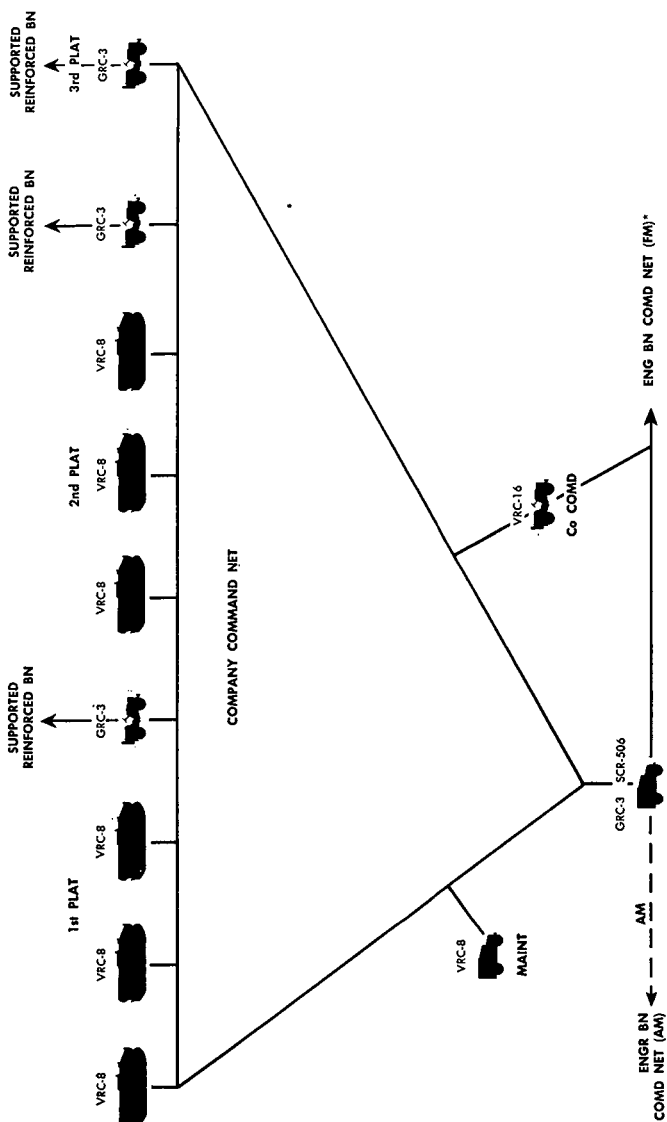 SUPPORTED
REINFORCED BN
SUPPORTED
REINFORCED BN
SUPPORTED
REINFORCED BN
1st PLAT
2nd PLAT
3rd PLAT
VRC-8
VRC-8
VRC-8
GRC-3
VRC-8
VRC-8
VRC-8
GRC-3
GRC-3
COMPANY COMMAND NET
VRC-8
MAINT
VRC-16
Co COMD
GRC-3
SCR-506
AM
ENGR BN
COMD NET (AM)
ENG BN COMD NET (FM)*